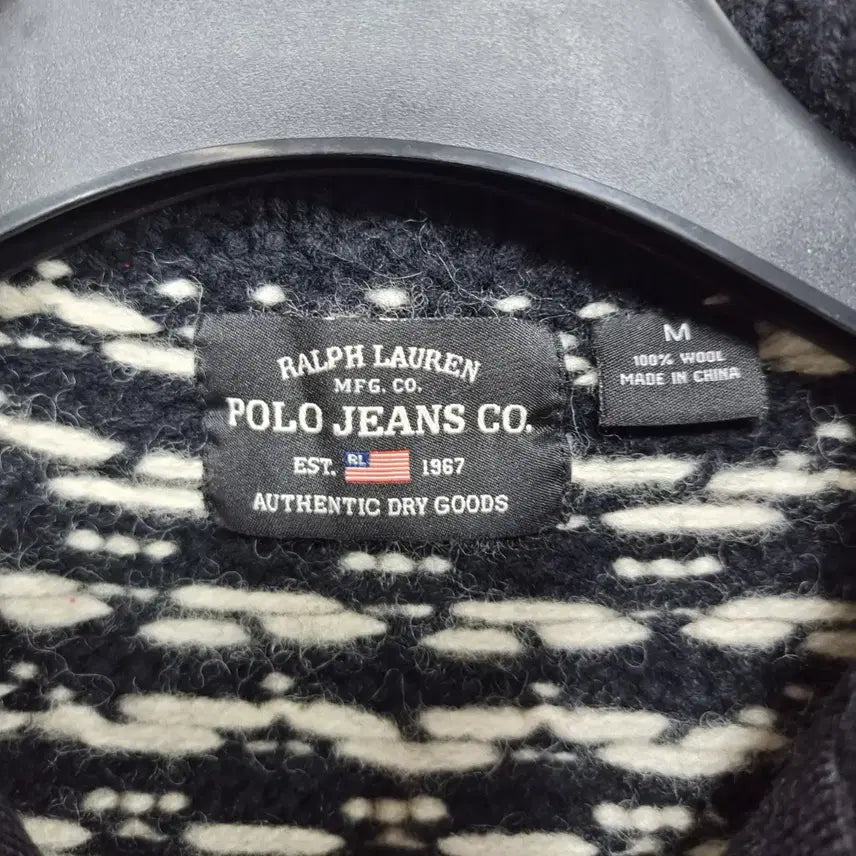 RALPH LAUREN
MFG. CO.
POLO JEANS CO.
EST. RL 1967
AUTHENTIC DRY GOODS
M
100% WOOL
MADE IN CHINA